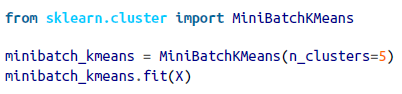 from sklearn.cluster import MiniBatchKMeans
minibatch_kmeans = MiniBatchKMeans(n_clusters=5)
minibatch_kmeans.fit(X)